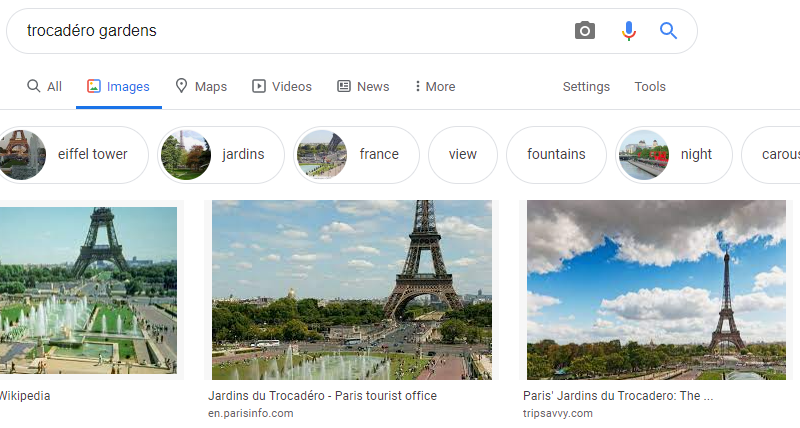 trocadéro gardens
All Images Maps Videos News More Settings Tools
eiffel tower jardins france view fountains night carous
Wikipedia Jardins du Trocadéro - Paris tourist office Paris' Jardins du Trocadero: The ...
en.parisinfo.com tripsavvy.com